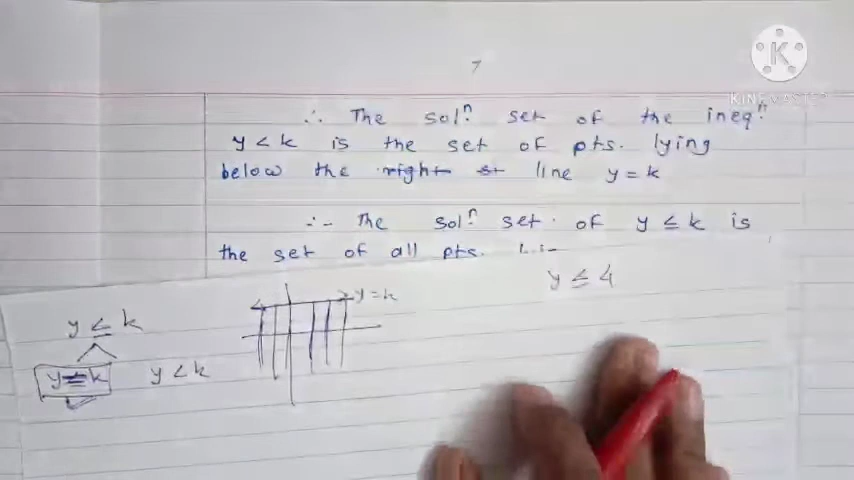 7
K
KINEMASTER
∴ The solⁿ. set of the ineqⁿ.
y < k is the set of pts. lying
below the right st line y = k
∴- The solⁿ. set. of y ≤ k is
the set of all pts.
y ≤ 4
y = k
y ≤ k
y = k y < k